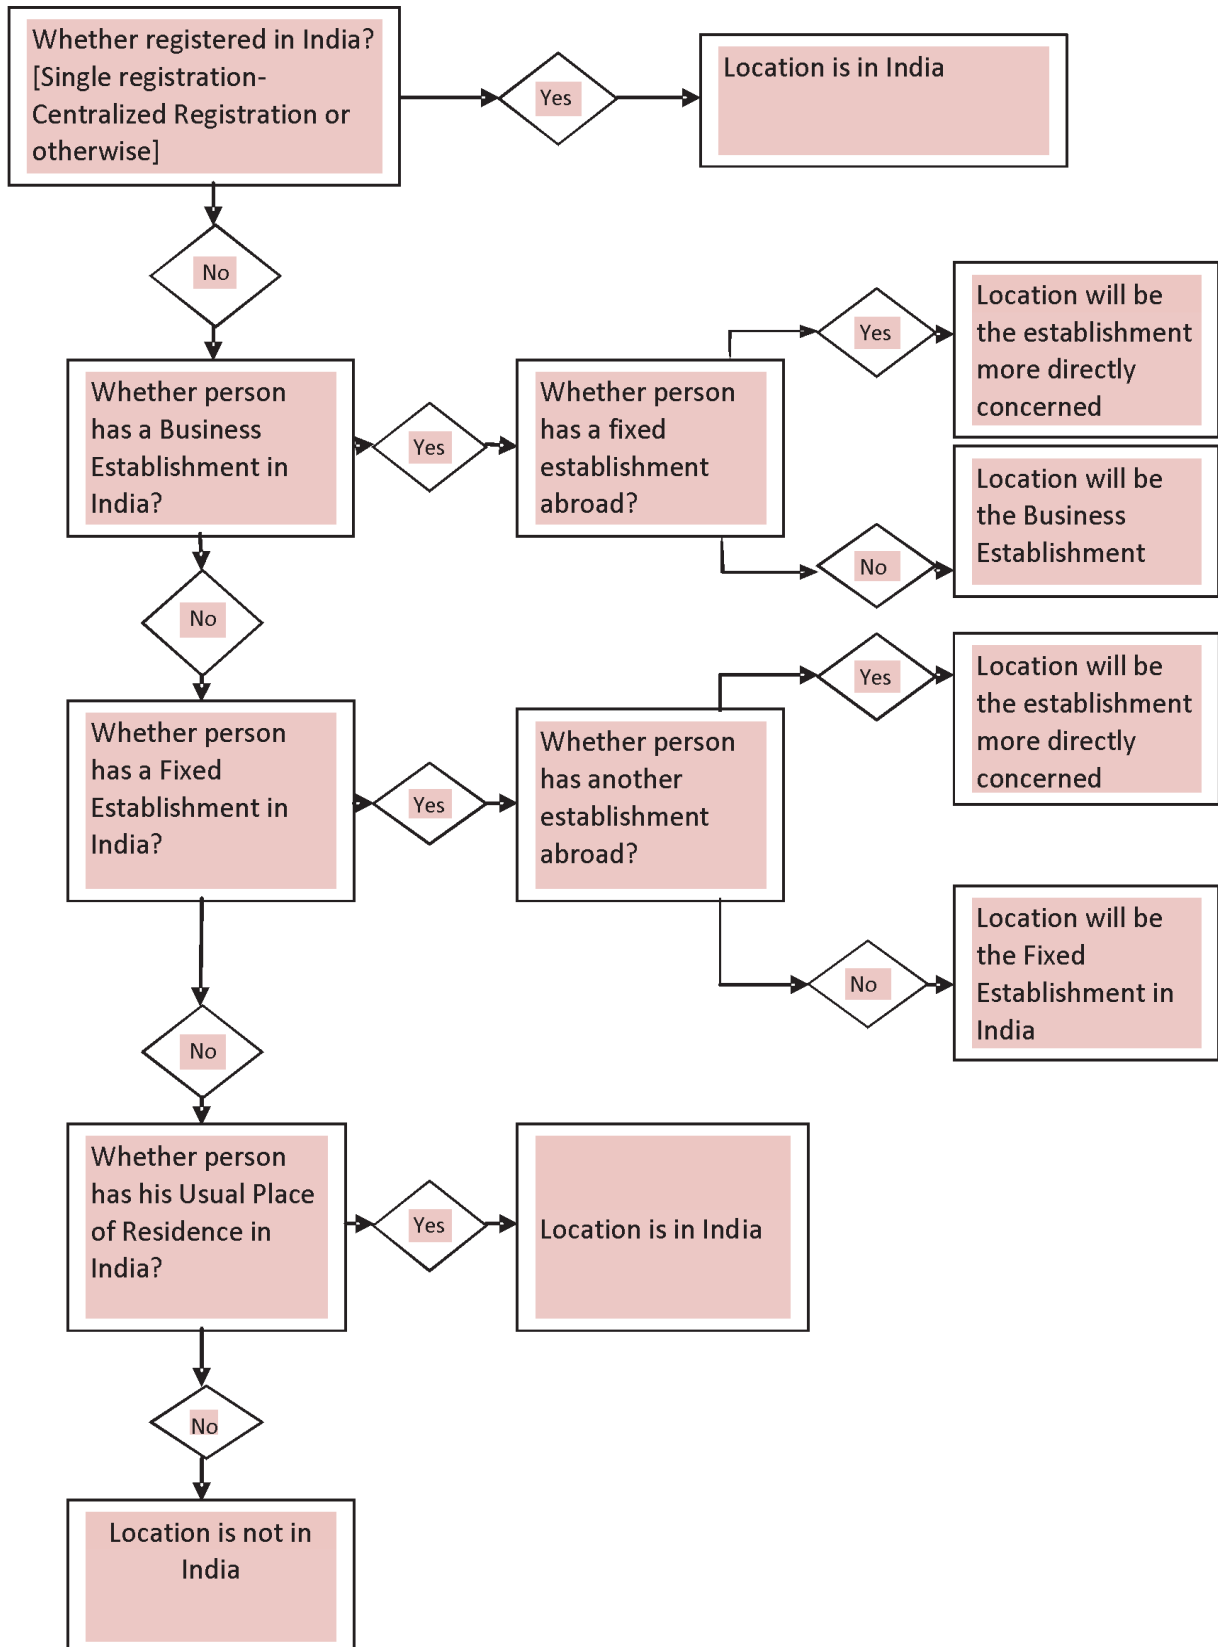 Whether registered in India?
[Single registration-
Centralized Registration or
otherwise]
Yes
Location is in India
No
Whether person
has a Business
Establishment in
India?
Yes
Whether person
has a fixed
establishment
abroad?
Yes
Location will be
the establishment
more directly
concerned
No
Location will be
the Business
Establishment
No
Whether person
has a Fixed
Establishment in
India?
Yes
Whether person
has another
establishment
abroad?
Yes
Location will be
the establishment
more directly
concerned
No
Location will be
the Fixed
Establishment in
India
No
Whether person
has his Usual Place
of Residence in
India?
Yes
Location is in India
No
Location is not in
India